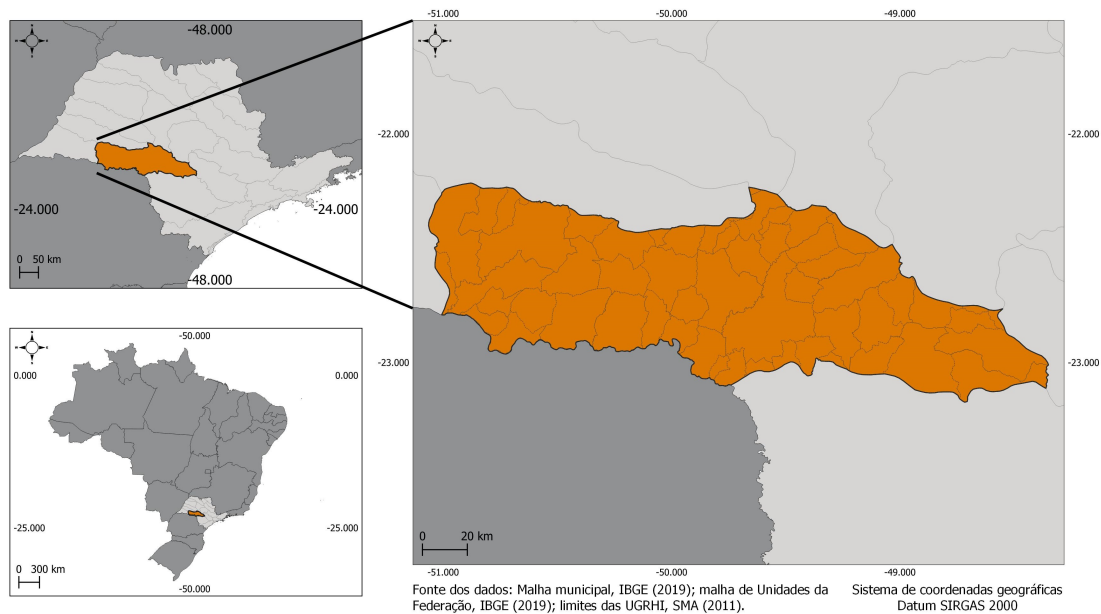 -48.000
-24.000
-24.000
0 50 km
-48.000
-50.000
0.000
0.000
-25.000
-25.000
0 300 km
-50.000
-51.000
-50.000
-49.000
-22.000
-22.000
-23.000
-23.000
0 20 km
-51.000
-50.000
-49.000
Fonte dos dados: Malha municipal, IBGE (2019); malha de Unidades da
Federação, IBGE (2019); limites das UGRHI, SMA (2011).
Sistema de coordenadas geográficas
Datum SIRGAS 2000